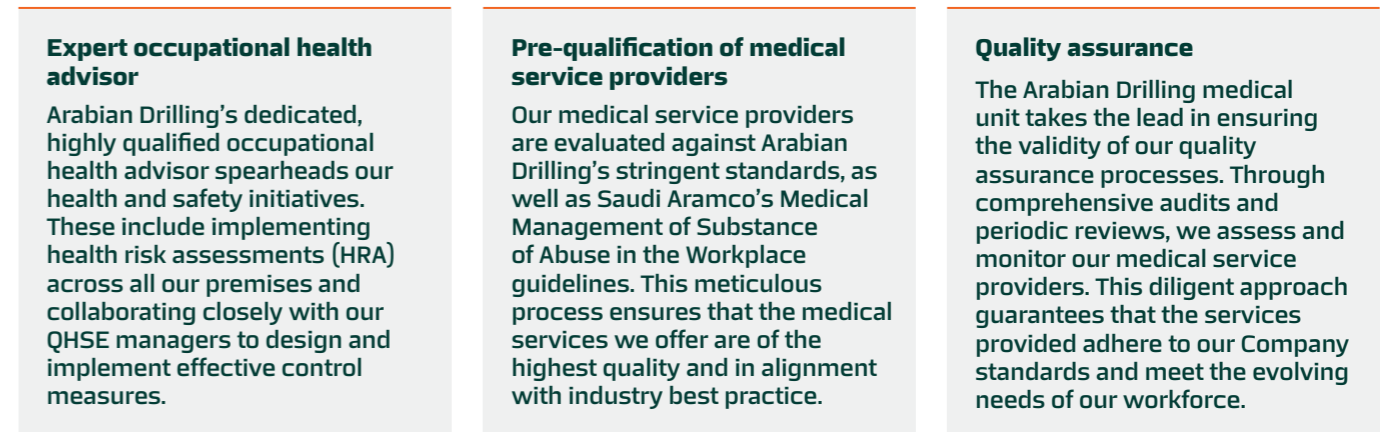 Expert occupational health
advisor
Arabian Drilling’s dedicated,
highly qualified occupational
health advisor spearheads our
health and safety initiatives.
These include implementing
health risk assessments (HRA)
across all our premises and
collaborating closely with our
QHSE managers to design and
implement effective control
measures.
Pre-qualification of medical
service providers
Our medical service providers
are evaluated against Arabian
Drilling’s stringent standards, as
well as Saudi Aramco’s Medical
Management of Substance
of Abuse in the Workplace
guidelines. This meticulous
process ensures that the medical
services we offer are of the
highest quality and in alignment
with industry best practice.
Quality assurance
The Arabian Drilling medical
unit takes the lead in ensuring
the validity of our quality
assurance processes. Through
comprehensive audits and
periodic reviews, we assess and
monitor our medical service
providers. This diligent approach
guarantees that the services
provided adhere to our Company
standards and meet the evolving
needs of our workforce.